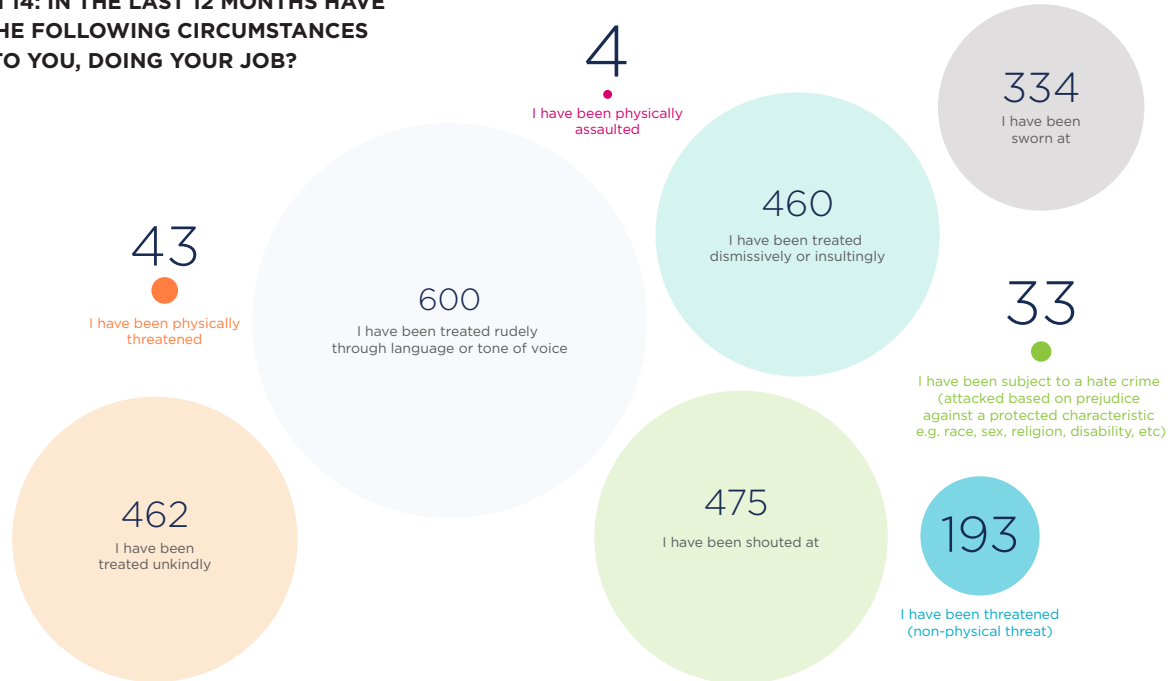 14: IN THE LAST 12 MONTHS HAVE
THE FOLLOWING CIRCUMSTANCES
TO YOU, DOING YOUR JOB?
4
I have been physically
assaulted
334
I have been
sworn at
460
I have been treated
dismissively or insultingly
43
I have been physically
threatened
600
I have been treated rudely
through language or tone of voice
33
I have been subject to a hate crime
(attacked based on prejudice
against a protected characteristic
e.g. race, sex, religion, disability, etc)
462
I have been
treated unkindly
475
I have been shouted at
193
I have been threatened
(non-physical threat)